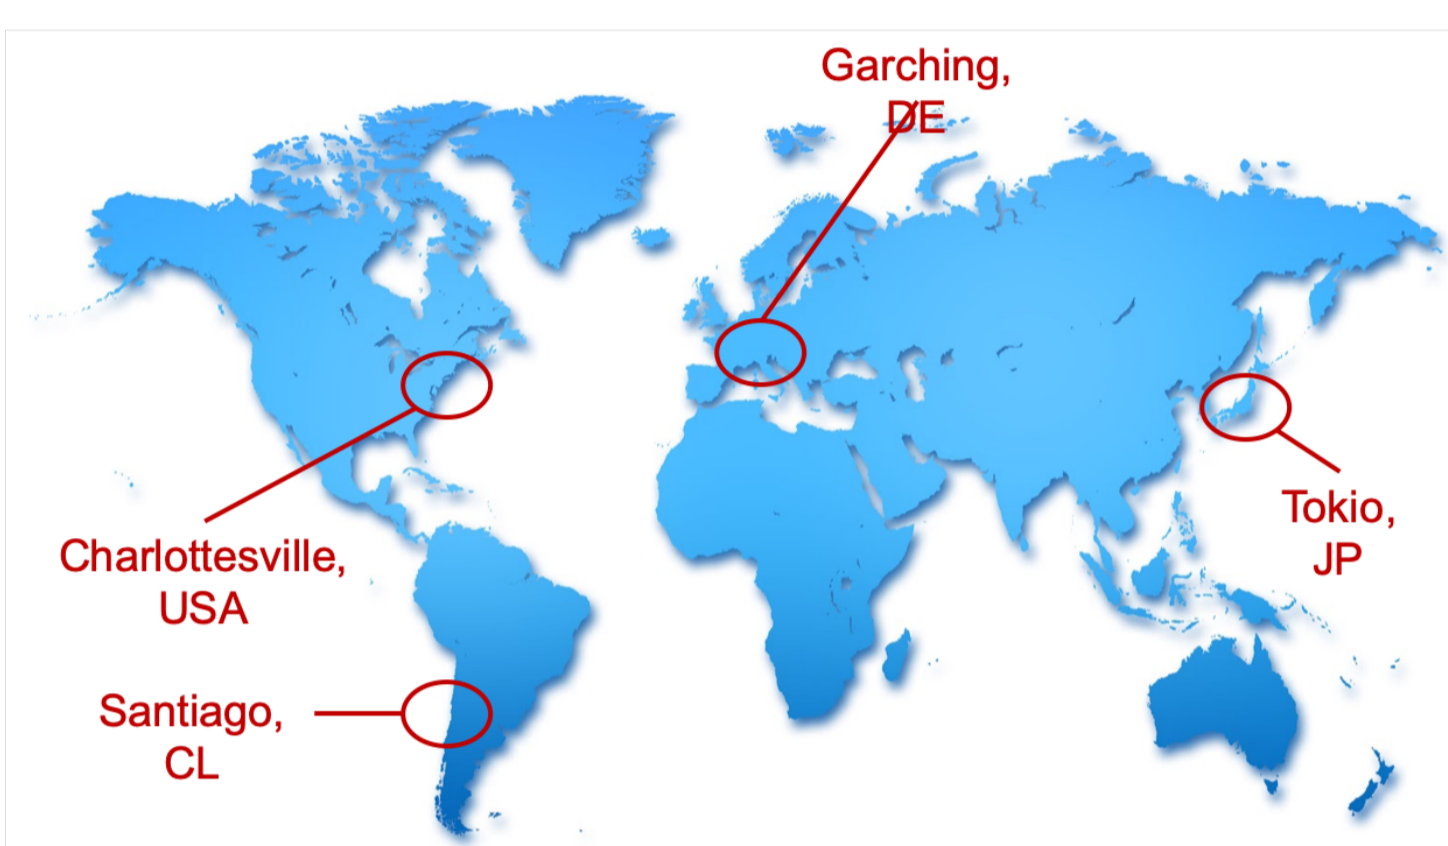 Garching,
DE
Charlottesville,
USA
Tokio,
JP
Santiago,
CL